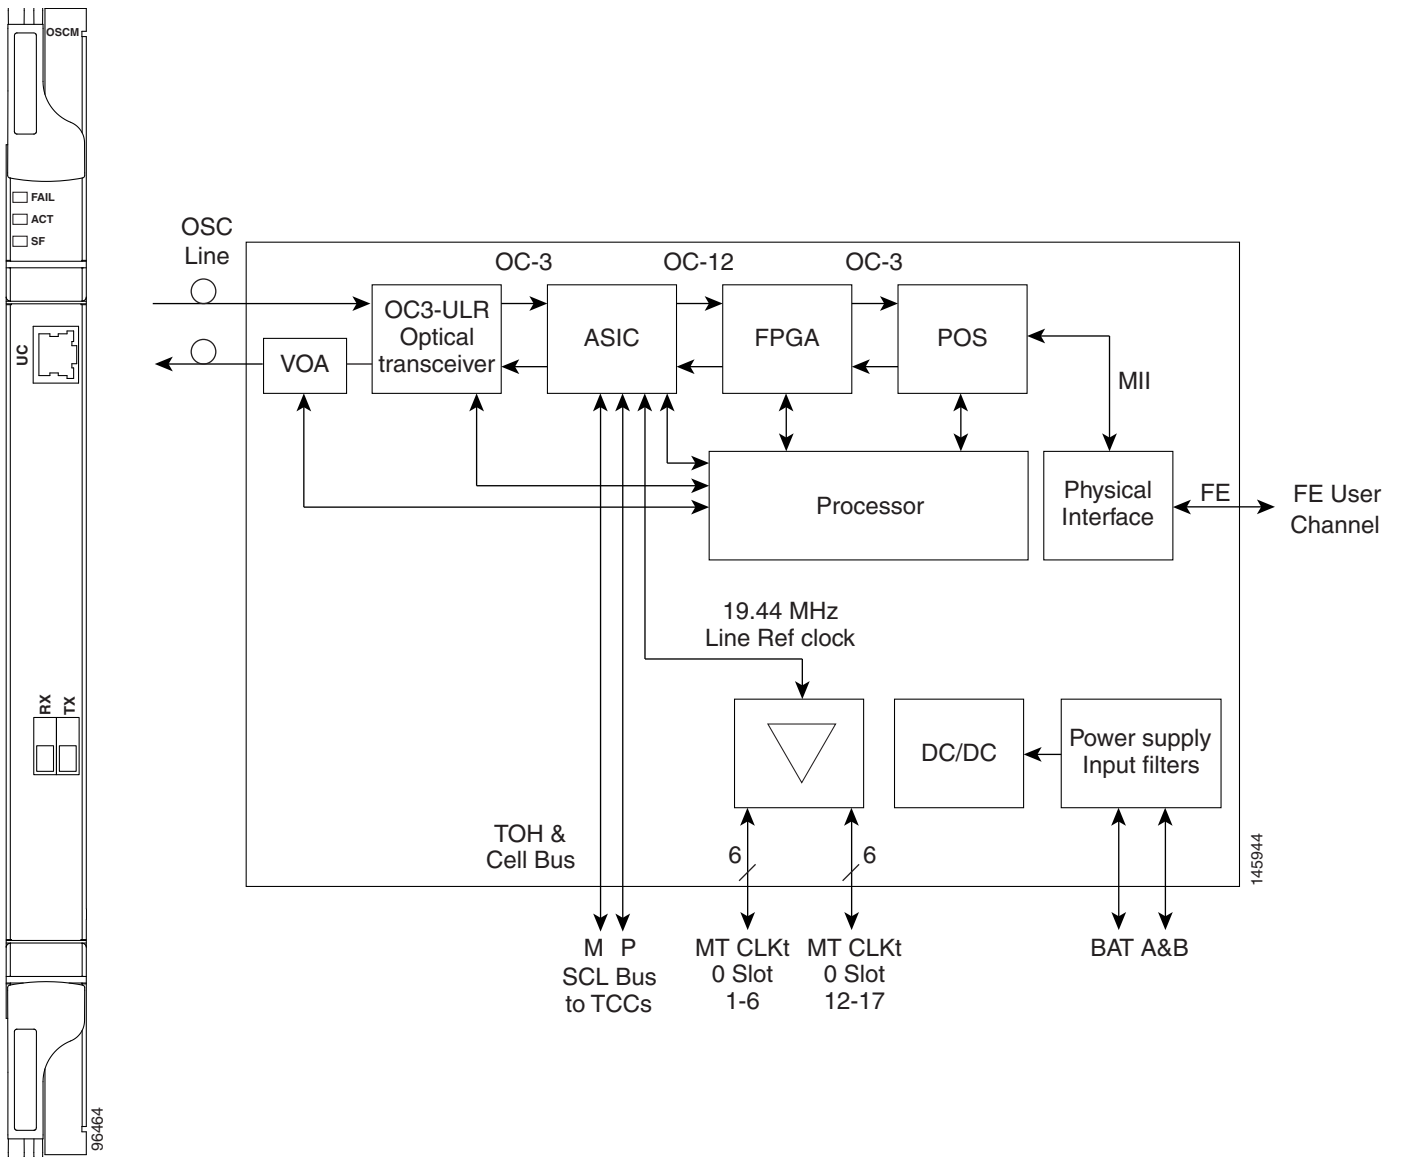 OSCM
FAIL
ACT
SF
UC
RX
TX
96464
OSC
Line
OC-3
OC-12
OC-3
OC3-ULR
Optical
transceiver
ASIC
FPGA
POS
VOA
MII
Processor
Physical
Interface
FE
FE User
Channel
19.44 MHz
Line Ref clock
DC/DC
Power supply
Input filters
TOH &
Cell Bus
6
6
M P
SCL Bus
to TCCs
MT CLKt
0 Slot
1-6
MT CLKt
0 Slot
12-17
BAT A&B
145944